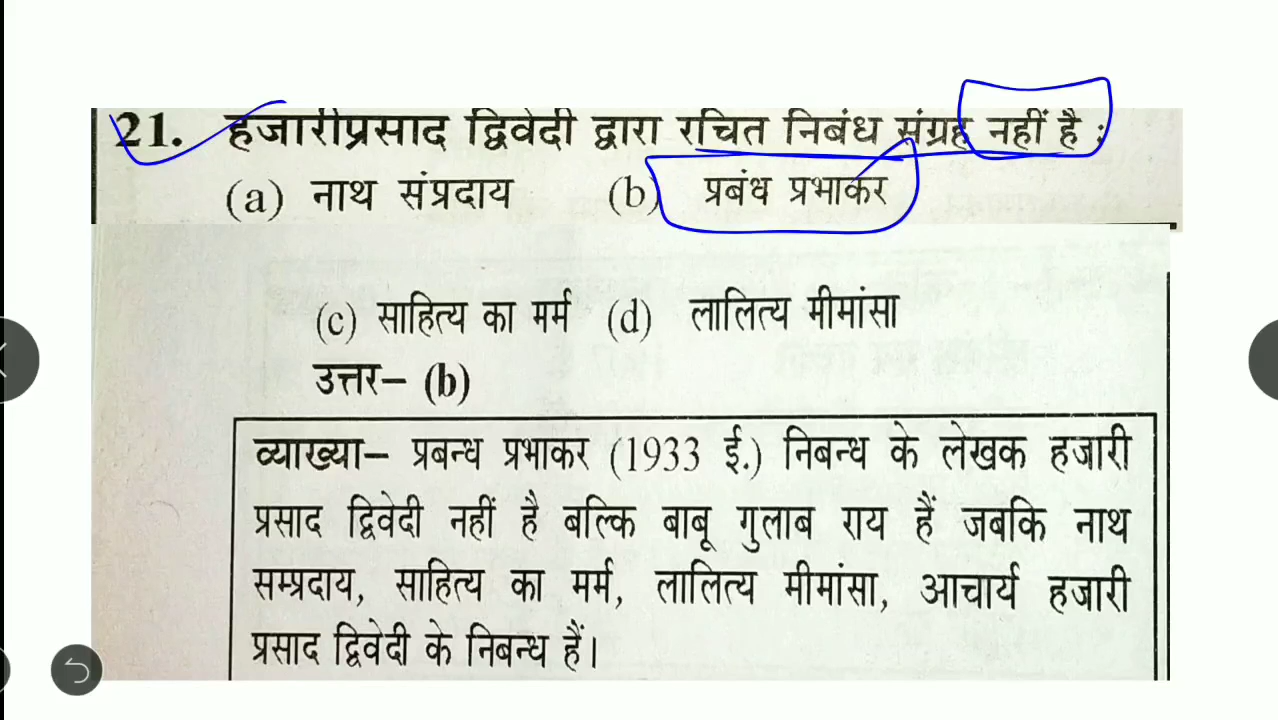 21. हजारीप्रसाद द्विवेदी द्वारा रचित निबंध संग्रह नहीं है :
(a) नाथ संप्रदाय (b) प्रबंध प्रभाकर
(c) साहित्य का मर्म (d) लालित्य मीमांसा
उत्तर– (b)
व्याख्या– प्रबन्ध प्रभाकर (1933 ई.) निबन्ध के लेखक हजारी
प्रसाद द्विवेदी नहीं है बल्कि बाबू गुलाब राय हैं जबकि नाथ
सम्प्रदाय, साहित्य का मर्म, लालित्य मीमांसा, आचार्य हजारी
प्रसाद द्विवेदी के निबन्ध हैं।